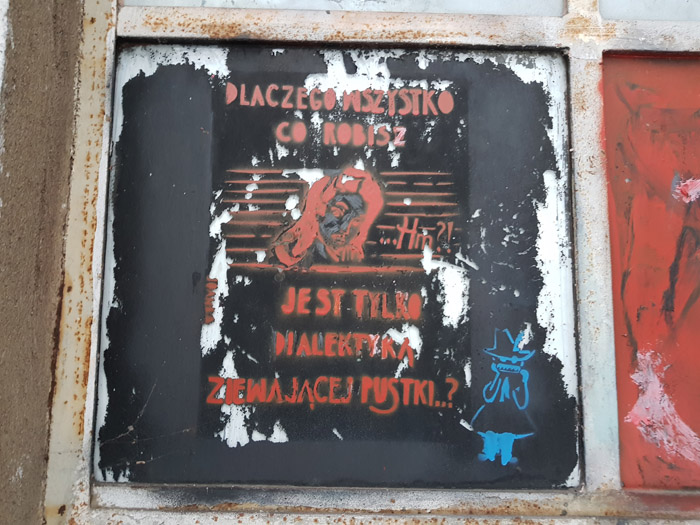 DLACZEGO WSZYSTKO
CO ROBISZ
...Hm?!
JEST TYLKO
DIALEKTYKĄ
ZIEWAJĄCEJ PUSTKI..?